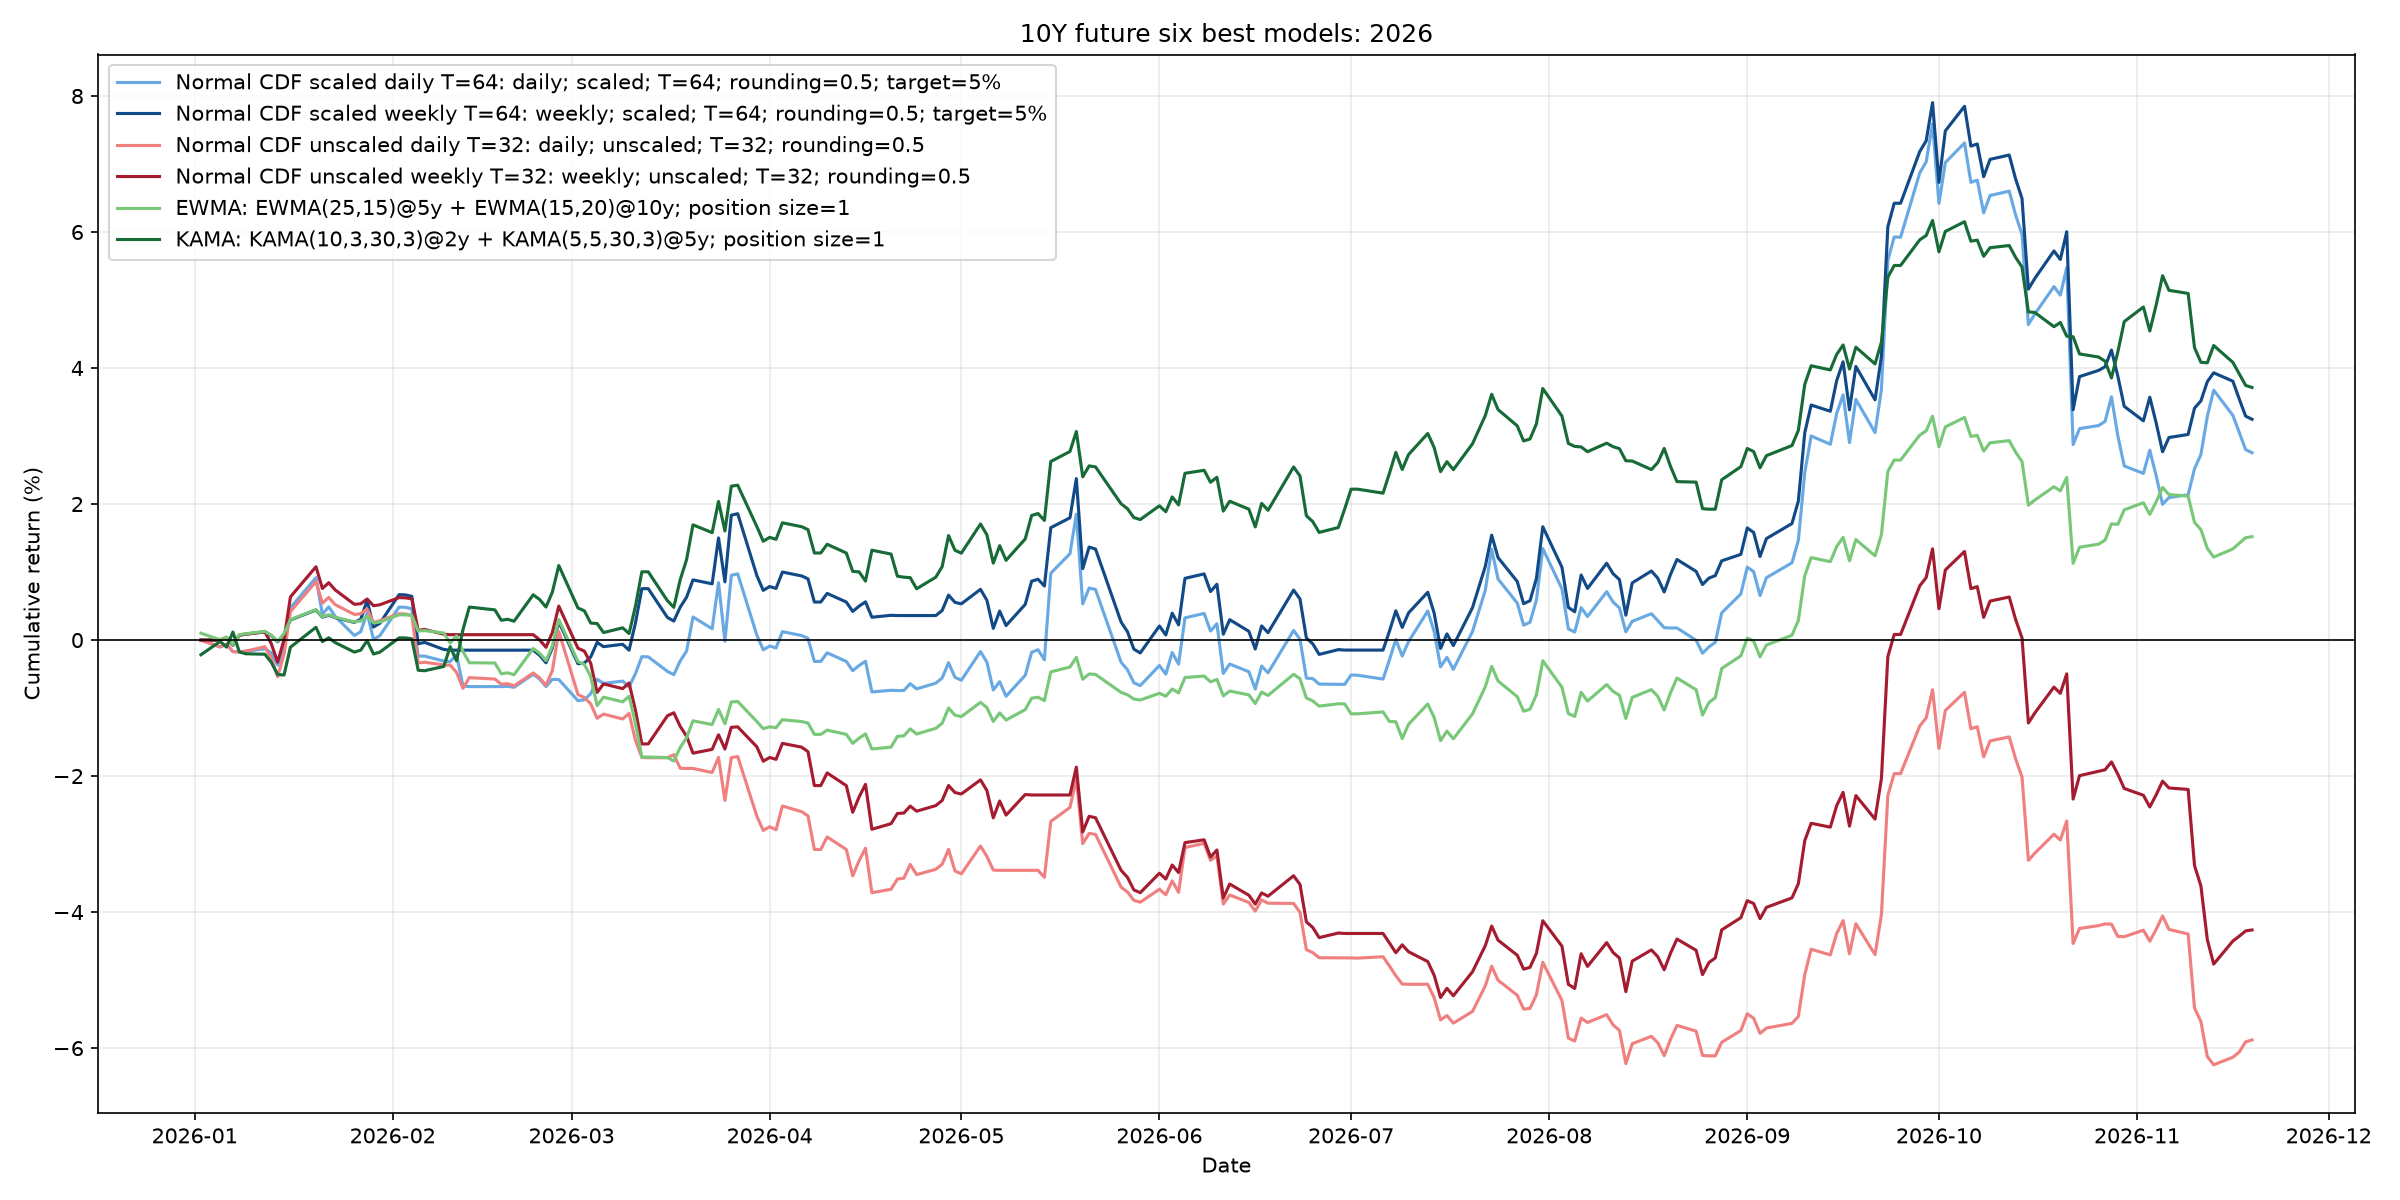 10Y future six best models: 2026
Normal CDF scaled daily T=64: daily; scaled; T=64; rounding=0.5; target=5%
Normal CDF scaled weekly T=64: weekly; scaled; T=64; rounding=0.5; target=5%
Normal CDF unscaled daily T=32: daily; unscaled; T=32; rounding=0.5
Normal CDF unscaled weekly T=32: weekly; unscaled; T=32; rounding=0.5
EWMA: EWMA(25,15)@5y + EWMA(15,20)@10y; position size=1
KAMA: KAMA(10,3,30,3)@2y + KAMA(5,5,30,3)@5y; position size=1
Cumulative return (%)
8
6
4
2
0
−2
−4
−6
2026-01 2026-02 2026-03 2026-04 2026-05 2026-06 2026-07 2026-08 2026-09 2026-10 2026-11 2026-12
Date